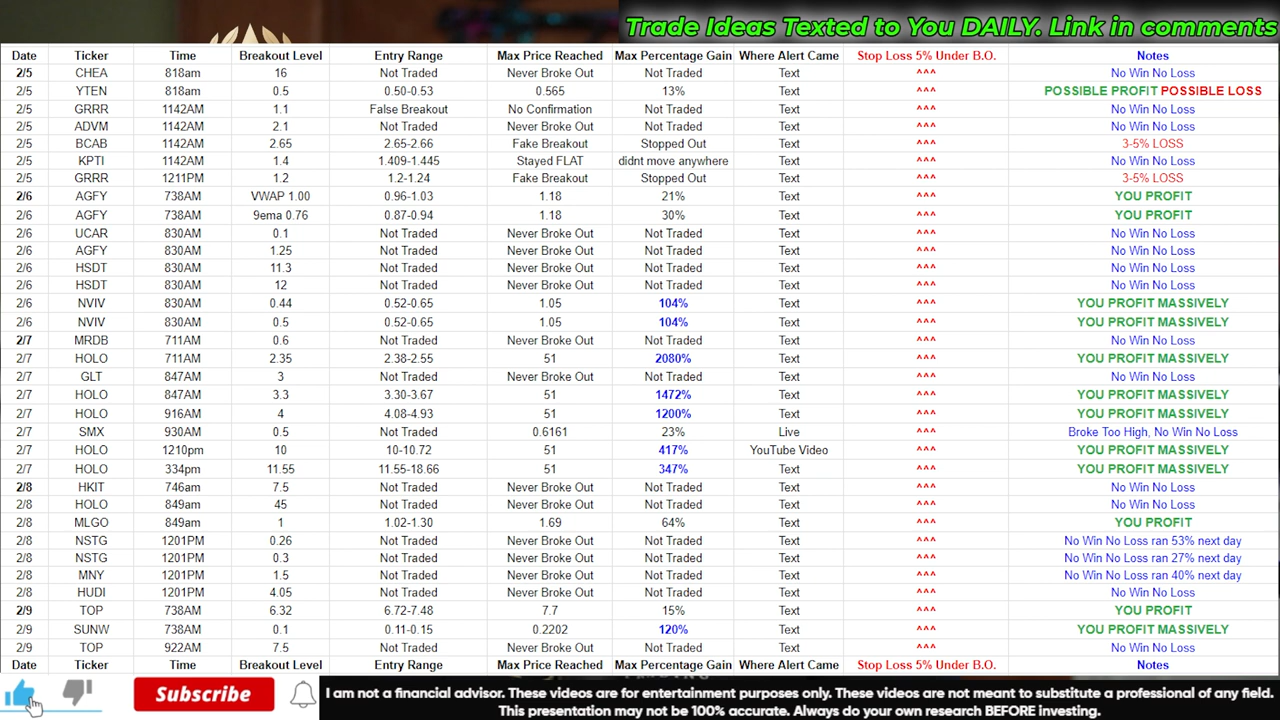 Trade Ideas Texted to You DAILY. Link in comments
Date Ticker Time Breakout Level Entry Range Max Price Reached Max Percentage Gain Where Alert Came Stop Loss 5% Under B.O. Notes
2/5 CHEA 818am 16 Not Traded Never Broke Out Not Traded Text ^^^ No Win No Loss
2/5 YTEN 818am 0.5 0.50-0.53 0.565 13% Text ^^^ POSSIBLE PROFIT POSSIBLE LOSS
2/5 GRRR 1142AM 1.1 False Breakout No Confirmation Not Traded Text ^^^ No Win No Loss
2/5 ADVM 1142AM 2.1 Not Traded Never Broke Out Not Traded Text ^^^ No Win No Loss
2/5 BCAB 1142AM 2.65 2.65-2.66 Fake Breakout Stopped Out Text ^^^ 3-5% LOSS
2/5 KPTI 1142AM 1.4 1.409-1.445 Stayed FLAT didnt move anywhere Text ^^^ No Win No Loss
2/5 GRRR 1211PM 1.2 1.2-1.24 Fake Breakout Stopped Out Text ^^^ 3-5% LOSS
2/6 AGFY 738AM VWAP 1.00 0.96-1.03 1.18 21% Text ^^^ YOU PROFIT
2/6 AGFY 738AM 9ema 0.76 0.87-0.94 1.18 30% Text ^^^ YOU PROFIT
2/6 UCAR 830AM 0.1 Not Traded Never Broke Out Not Traded Text ^^^ No Win No Loss
2/6 AGFY 830AM 1.25 Not Traded Never Broke Out Not Traded Text ^^^ No Win No Loss
2/6 HSDT 830AM 11.3 Not Traded Never Broke Out Not Traded Text ^^^ No Win No Loss
2/6 HSDT 830AM 12 Not Traded Never Broke Out Not Traded Text ^^^ No Win No Loss
2/6 NVIV 830AM 0.44 0.52-0.65 1.05 104% Text ^^^ YOU PROFIT MASSIVELY
2/6 NVIV 830AM 0.5 0.52-0.65 1.05 104% Text ^^^ YOU PROFIT MASSIVELY
2/7 MRDB 711AM 0.6 Not Traded Never Broke Out Not Traded Text ^^^ No Win No Loss
2/7 HOLO 711AM 2.35 2.38-2.55 51 2080% Text ^^^ YOU PROFIT MASSIVELY
2/7 GLT 847AM 3 Not Traded Never Broke Out Not Traded Text ^^^ No Win No Loss
2/7 HOLO 847AM 3.3 3.30-3.67 51 1472% Text ^^^ YOU PROFIT MASSIVELY
2/7 HOLO 916AM 4 4.08-4.93 51 1200% Text ^^^ YOU PROFIT MASSIVELY
2/7 SMX 930AM 0.5 Not Traded 0.6161 23% Live ^^^ Broke Too High, No Win No Loss
2/7 HOLO 1210pm 10 10-10.72 51 417% YouTube Video ^^^ YOU PROFIT MASSIVELY
2/7 HOLO 334pm 11.55 11.55-18.66 51 347% Text ^^^ YOU PROFIT MASSIVELY
2/8 HKIT 746am 7.5 Not Traded Never Broke Out Not Traded Text ^^^ No Win No Loss
2/8 HOLO 849am 45 Not Traded Never Broke Out Not Traded Text ^^^ No Win No Loss
2/8 MLGO 849am 1 1.02-1.30 1.69 64% Text ^^^ YOU PROFIT
2/8 NSTG 1201PM 0.26 Not Traded Never Broke Out Not Traded Text ^^^ No Win No Loss ran 53% next day
2/8 NSTG 1201PM 0.3 Not Traded Never Broke Out Not Traded Text ^^^ No Win No Loss ran 27% next day
2/8 MNY 1201PM 1.5 Not Traded Never Broke Out Not Traded Text ^^^ No Win No Loss ran 40% next day
2/8 HUDI 1201PM 4.05 Not Traded Never Broke Out Not Traded Text ^^^ No Win No Loss
2/9 TOP 738AM 6.32 6.72-7.48 7.7 15% Text ^^^ YOU PROFIT
2/9 SUNW 738AM 0.1 0.11-0.15 0.2202 120% Text ^^^ YOU PROFIT MASSIVELY
2/9 TOP 922AM 7.5 Not Traded Never Broke Out Not Traded Text ^^^ No Win No Loss
Date Ticker Time Breakout Level Entry Range Max Price Reached Max Percentage Gain Where Alert Came Stop Loss 5% Under B.O. Notes
Subscribe
I am not a financial advisor. These videos are for entertainment purposes only. These videos are not meant to substitute a professional of any field.
This presentation may not be 100% accurate. Always do your own research BEFORE investing.